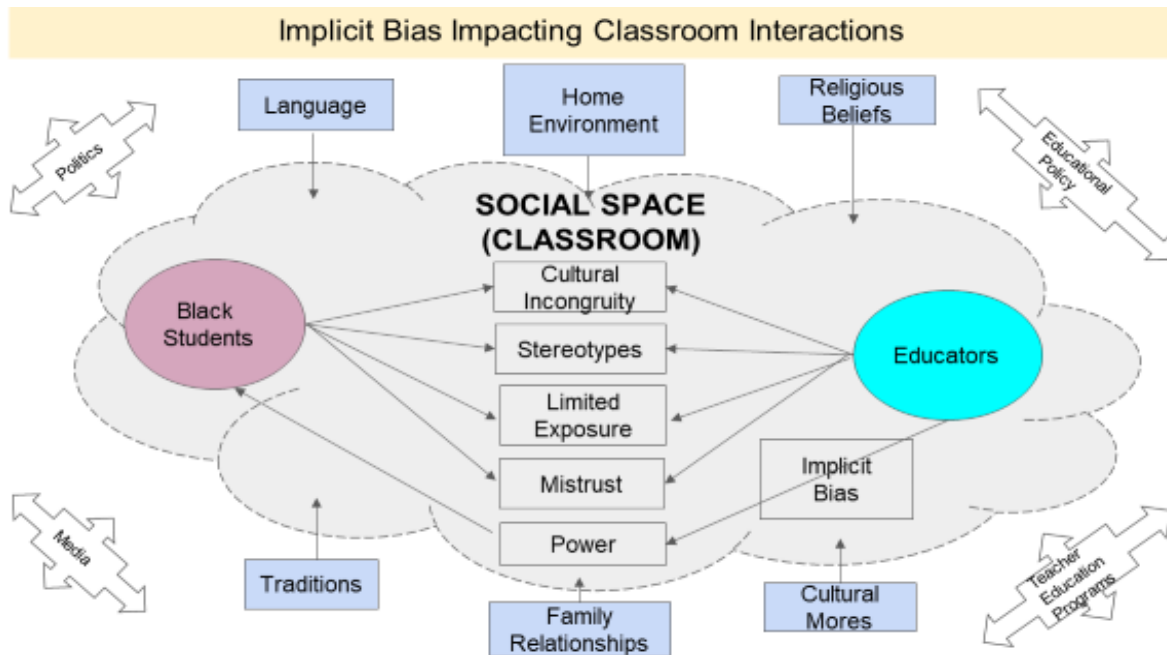 Implicit Bias Impacting Classroom Interactions
Language
Home
Environment
Religious
Beliefs
Politics
Educational
Policy
SOCIAL SPACE
(CLASSROOM)
Black
Students
Cultural
Incongruity
Stereotypes
Limited
Exposure
Mistrust
Power
Educators
Implicit
Bias
Media
Traditions
Family
Relationships
Cultural
Mores
Teacher
Education
Programs